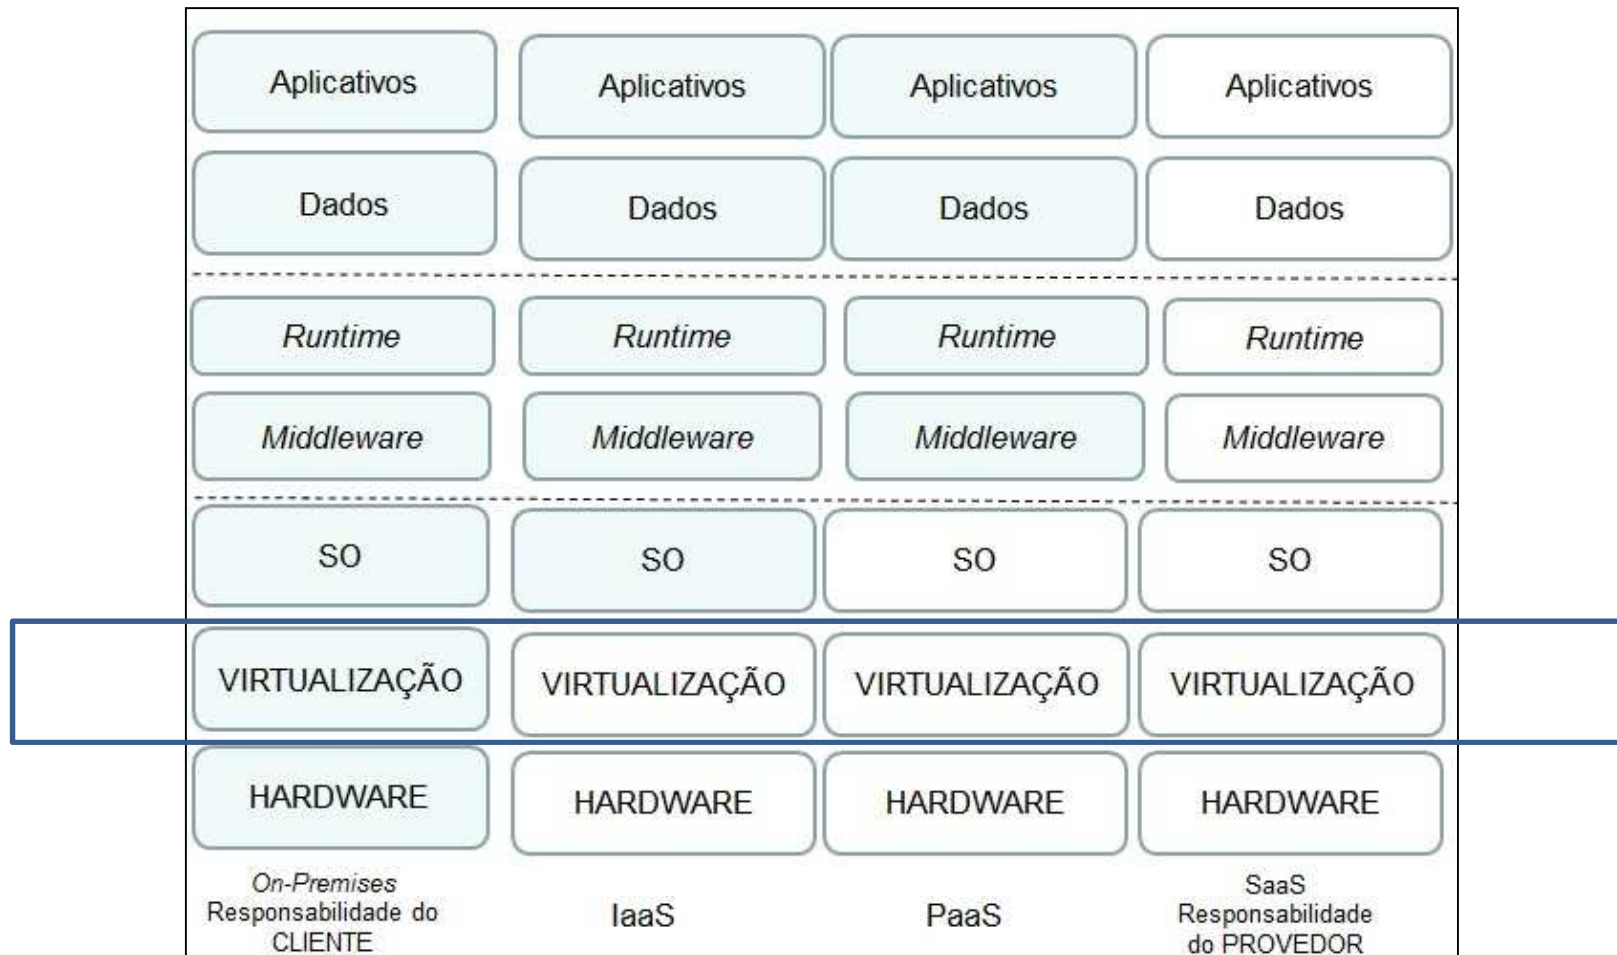 Aplicativos Aplicativos Aplicativos Aplicativos
Dados Dados Dados Dados
Runtime Runtime Runtime Runtime
Middleware Middleware Middleware Middleware
SO SO SO SO
VIRTUALIZAÇÃO VIRTUALIZAÇÃO VIRTUALIZAÇÃO VIRTUALIZAÇÃO
HARDWARE HARDWARE HARDWARE HARDWARE
On-Premises
Responsabilidade do
CLIENTE
IaaS
PaaS
SaaS
Responsabilidade
do PROVEDOR